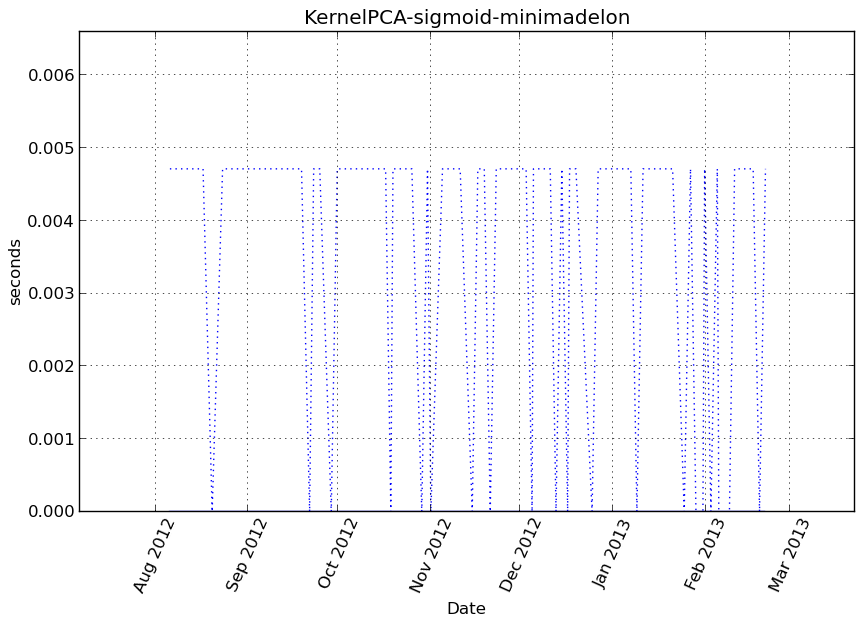 KernelPCA-sigmoid-minimadelon
0.006
0.005
0.004
0.003
0.002
0.001
0.000
seconds
Aug 2012
Sep 2012
Oct 2012
Nov 2012
Dec 2012
Jan 2013
Feb 2013
Mar 2013
Date